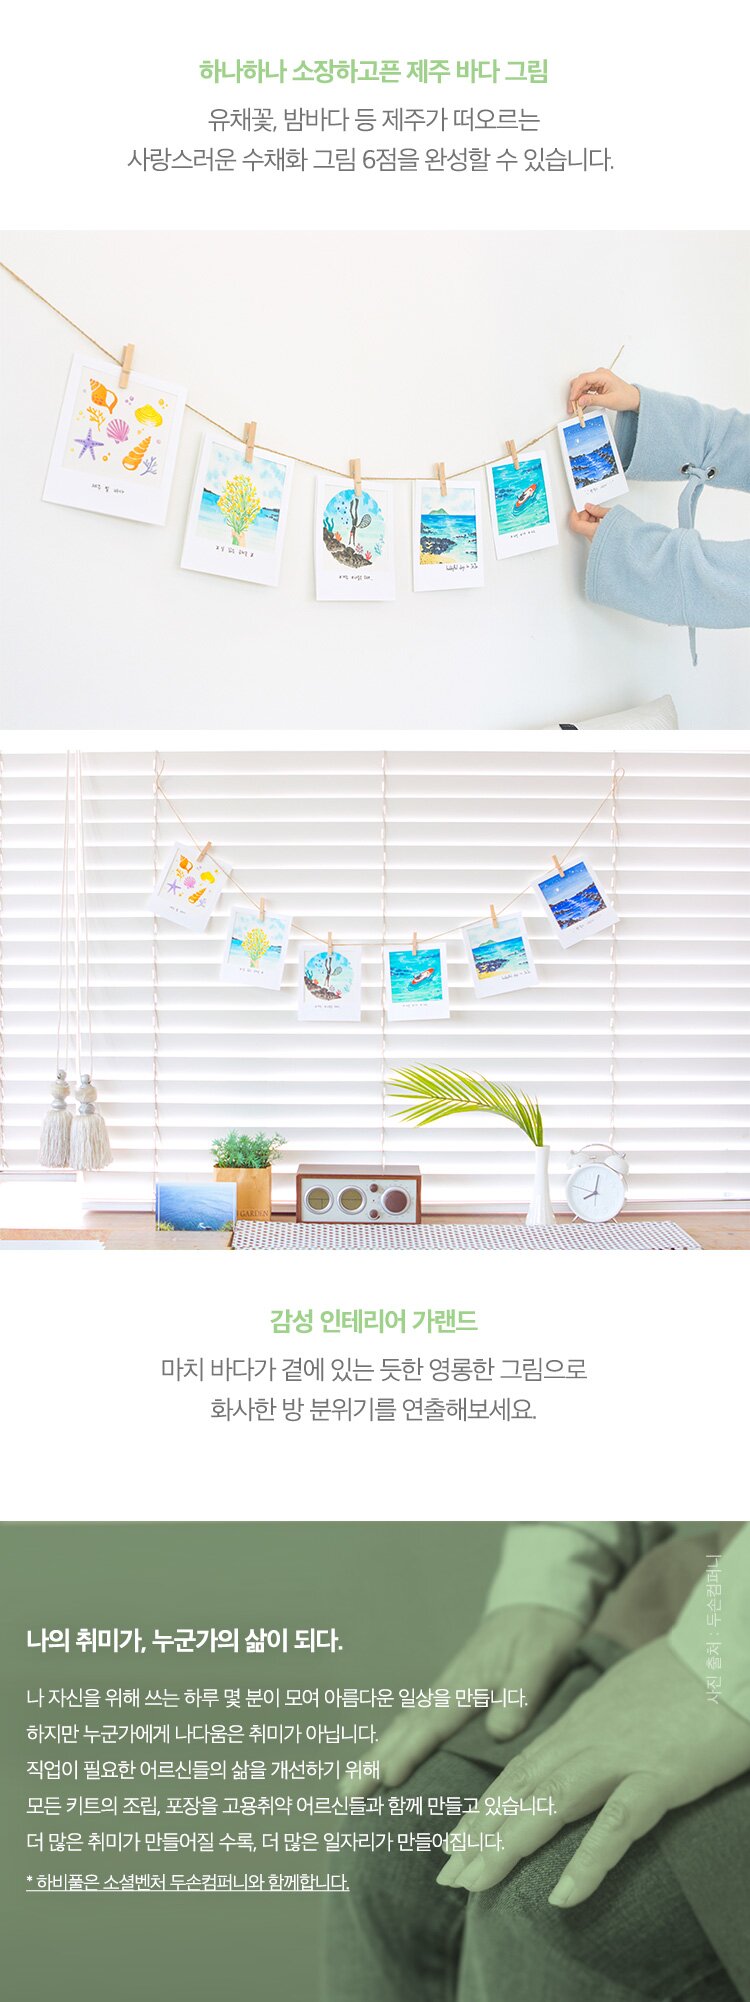 하나하나 소장하고픈 제주 바다 그림
유채꽃, 밤바다 등 제주가 떠오르는
사랑스러운 수채화 그림 6점을 완성할 수 있습니다.
GARDEN
감성 인테리어 가랜드
마치 바다가 곁에 있는 듯한 영롱한 그림으로
화사한 방 분위기를 연출해보세요.
사진 출처 : 두손컴퍼니
나의 취미가, 누군가의 삶이 되다.
나 자신을 위해 쓰는 하루 몇 분이 모여 아름다운 일상을 만듭니다.
하지만 누군가에게 나다움은 취미가 아닙니다.
직업이 필요한 어르신들의 삶을 개선하기 위해
모든 키트의 조립, 포장을 고용취약 어르신들과 함께 만들고 있습니다.
더 많은 취미가 만들어질 수록, 더 많은 일자리가 만들어집니다.
* 하비풀은 소셜벤처 두손컴퍼니와 함께합니다.